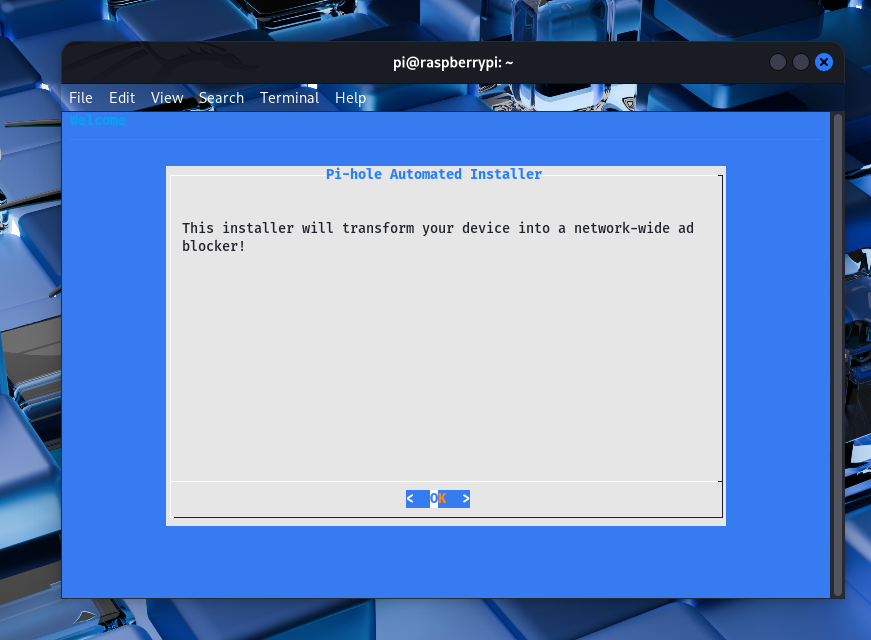 pi@raspberrypi: ~
File Edit View Search Terminal Help
Welcome
Pi-hole Automated Installer
This installer will transform your device into a network-wide ad
blocker!
< OK >